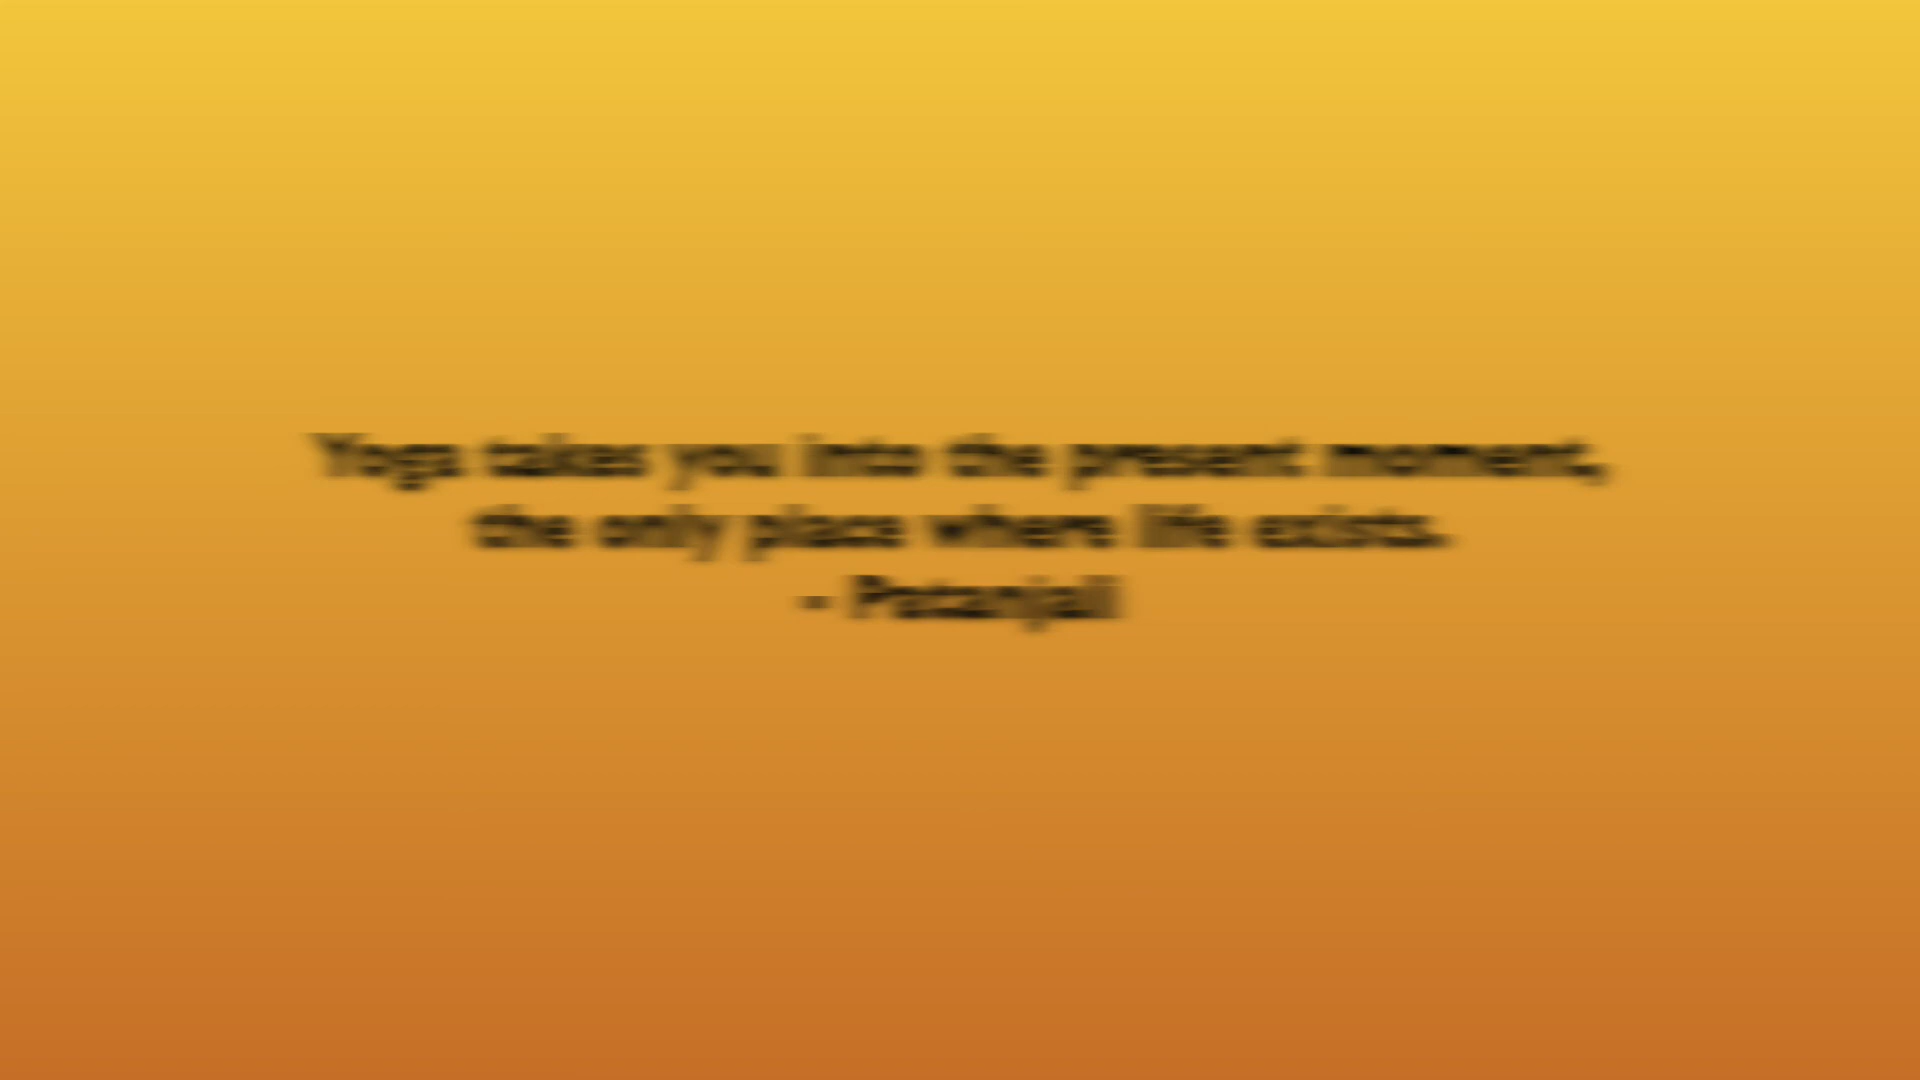 Yoga takes you into the present moment,
the only place where life exists.
- Patanjali